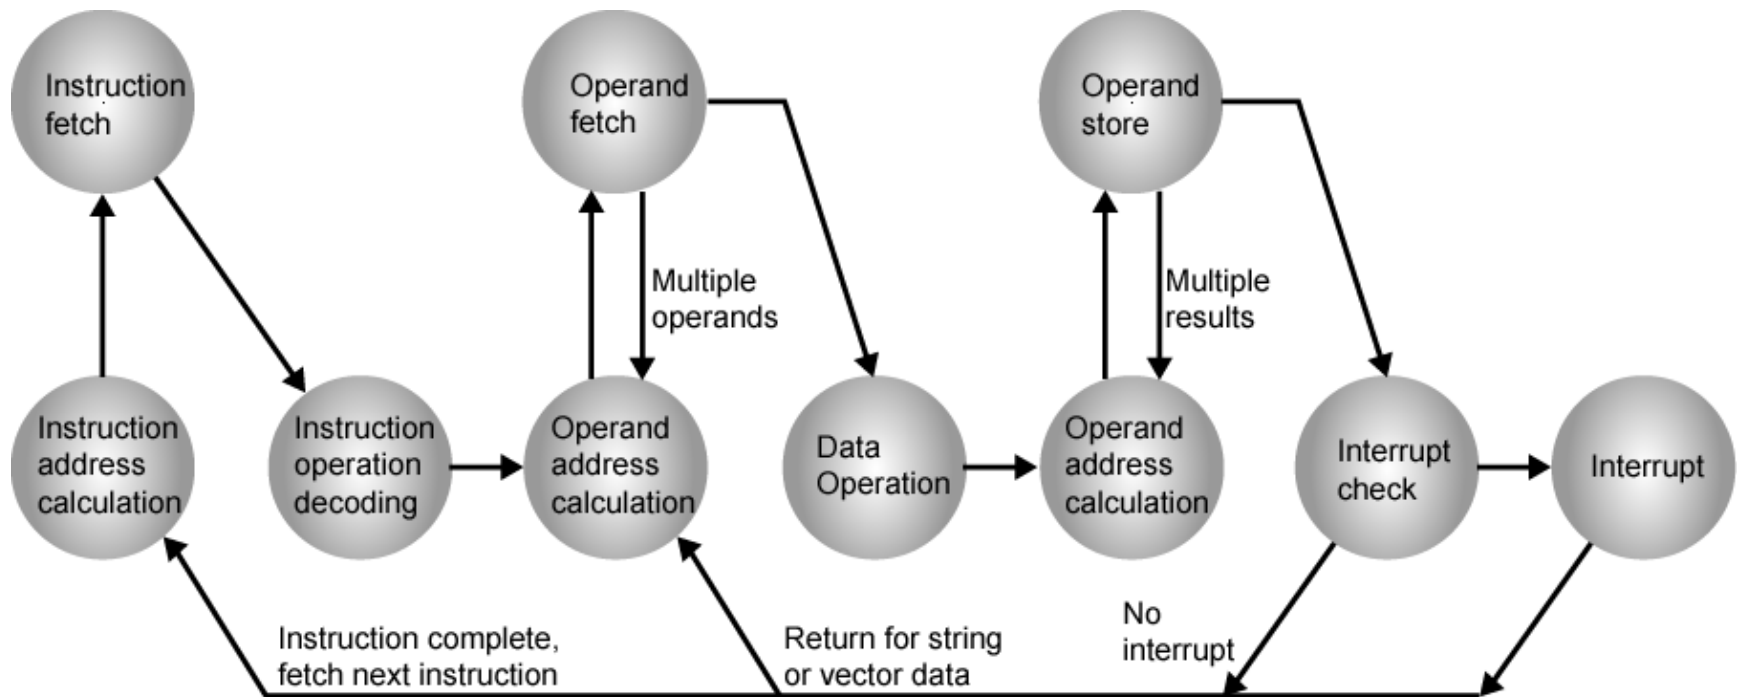 Instruction
fetch
Operand
fetch
Operand
store
Multiple
operands
Multiple
results
Instruction
address
calculation
Instruction
operation
decoding
Operand
address
calculation
Data
Operation
Operand
address
calculation
Interrupt
check
Interrupt
Instruction complete,
fetch next instruction
Return for string
or vector data
No
interrupt